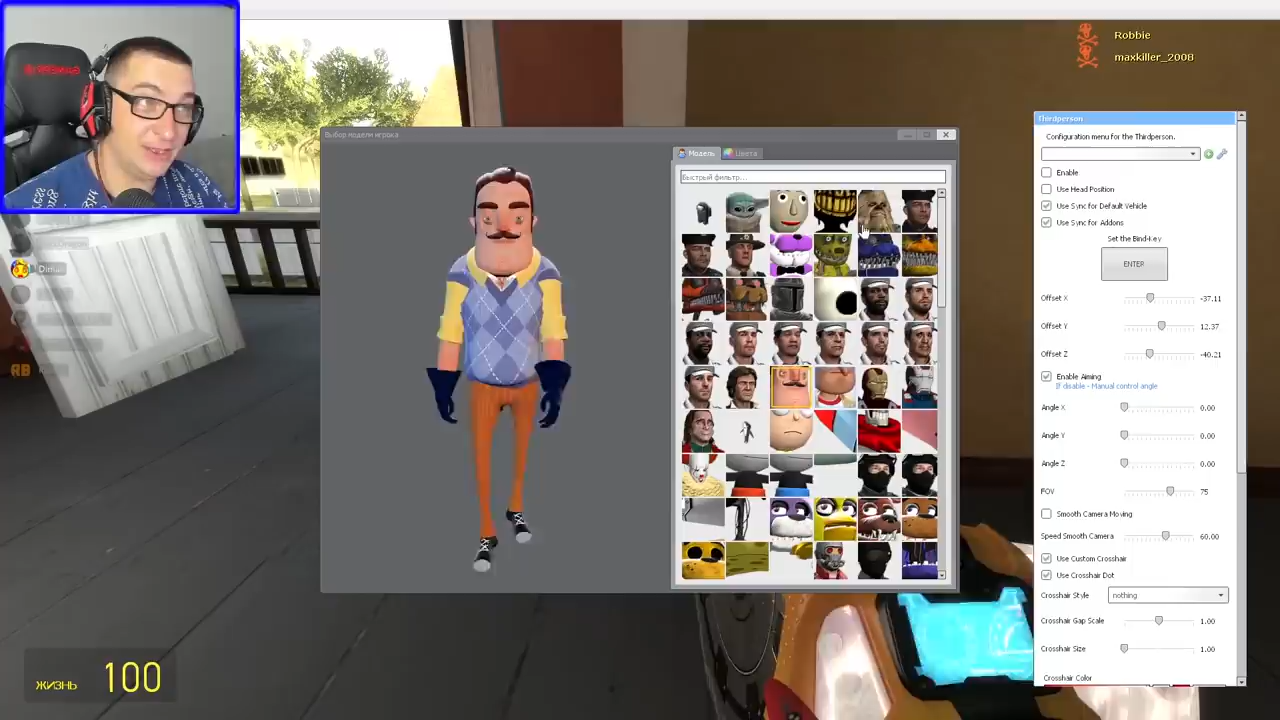 Robbie
maxkiller_2008
Выбор модели игрока
Модель
Цвета
Быстрый фильтр...
Thirdperson
Configuration menu for the Thirdperson.
Enable
Use Head Position
Use Sync for Default Vehicle
Use Sync for Addons
Set the Bind-Key
ENTER
Offset X -37.11
Offset Y 12.37
Offset Z -40.21
Enable Aiming
If disable - Manual control angle
Angle X 0.00
Angle Y 0.00
Angle Z 0.00
FOV 75
Smooth Camera Moving
Speed Smooth Camera 60.00
Use Custom Crosshair
Use Crosshair Dot
Crosshair Style nothing
Crosshair Gap Scale 1.00
Crosshair Size 1.00
Crosshair Color
RB
ЖИЗНЬ 100